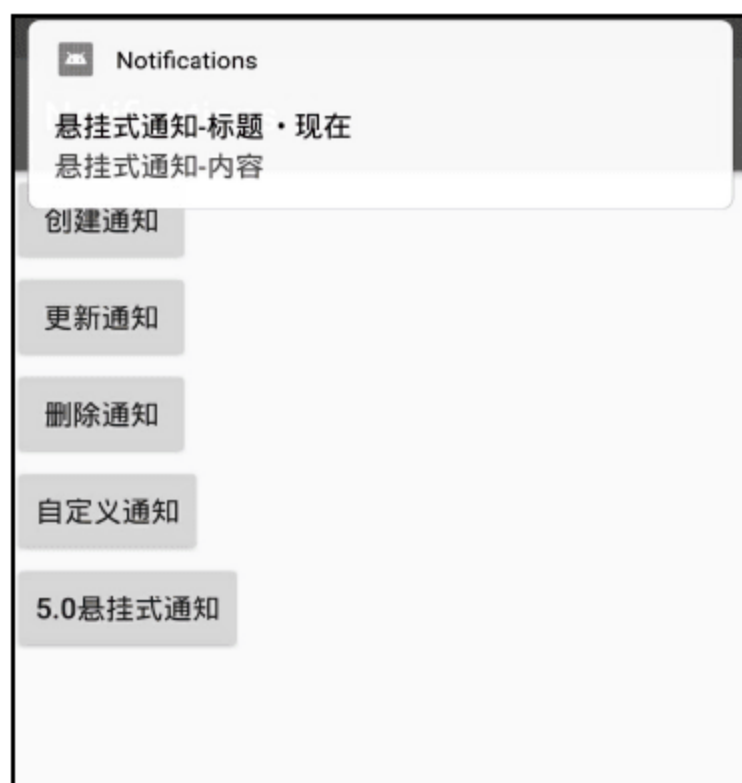 Notifications
悬挂式通知-标题・现在
悬挂式通知-内容
创建通知
更新通知
删除通知
自定义通知
5.0悬挂式通知